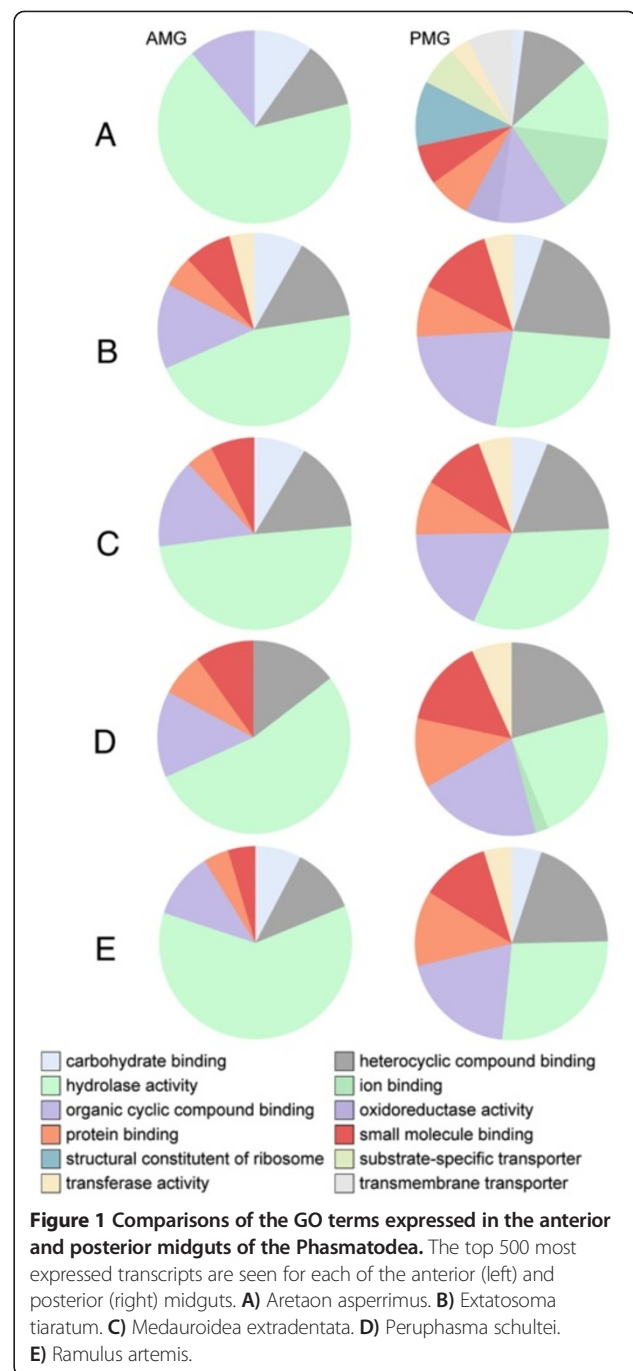 AMG
PMG
A
B
C
D
E
carbohydrate binding
heterocyclic compound binding
hydrolase activity
ion binding
organic cyclic compound binding
oxidoreductase activity
protein binding
small molecule binding
structural constitutent of ribosome
substrate-specific transporter
transferase activity
transmembrane transporter
Figure 1 Comparisons of the GO terms expressed in the anterior
and posterior midguts of the Phasmatodea. The top 500 most
expressed transcripts are seen for each of the anterior (left) and
posterior (right) midguts. A) Aretaon asperrimus. B) Extatosoma
tiaratum. C) Medauroidea extradentata. D) Peruphasma schultei.
E) Ramulus artemis.